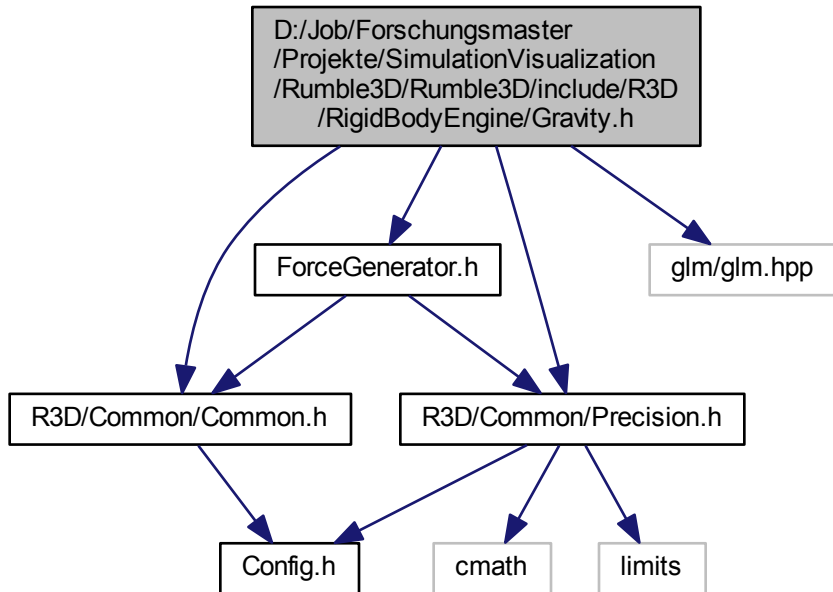 D:/Job/Forschungsmaster
/Projekte/SimulationVisualization
/Rumble3D/Rumble3D/include/R3D
/RigidBodyEngine/Gravity.h
ForceGenerator.h
glm/glm.hpp
R3D/Common/Common.h
R3D/Common/Precision.h
Config.h
cmath
limits